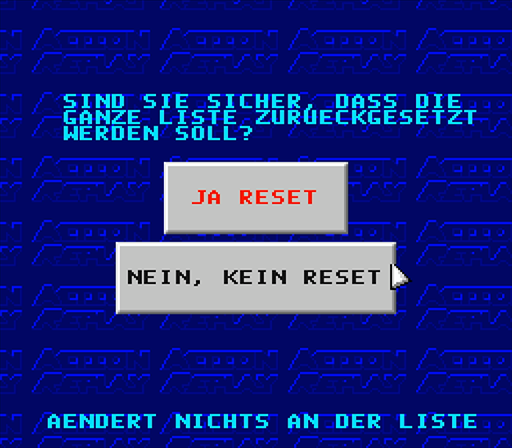 SIND SIE SICHER, DASS DIE
GANZE LISTE ZURUECKGESETZT
WERDEN SOLL?
JA RESET
NEIN, KEIN RESET
AENDERT NICHTS AN DER LISTE